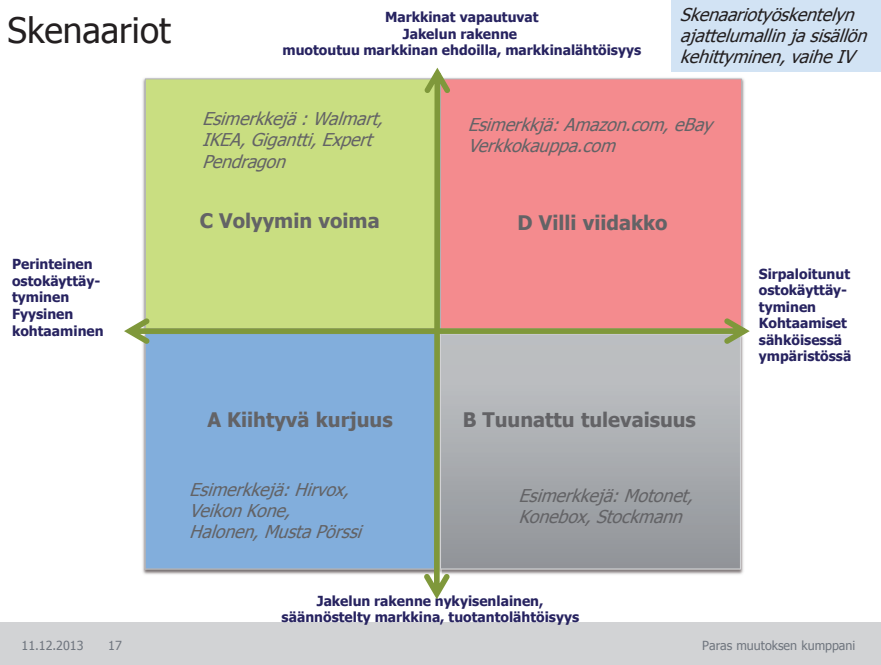 Skenaariot
Markkinat vapautuvat
Jakelun rakenne
muotoutuu markkinan ehdoilla, markkinalähtöisyys
Skenaariotyöskentelyn
ajattelumallin ja sisällön
kehittyminen, vaihe IV
Esimerkkejä : Walmart,
IKEA, Gigantti, Expert
Pendragon
C Volyymin voima
Esimerkkjä: Amazon.com, eBay
Verkkokauppa.com
D Villi viidakko
Perinteinen
ostokäyttäy-
tyminen
Fyysinen
kohtaaminen
Sirpaloitunut
ostokäyttäy-
tyminen
Kohtaamiset
sähköisessä
ympäristössä
A Kiihtyvä kurjuus
Esimerkkejä: Hirvox,
Veikon Kone,
Halonen, Musta Pörssi
B Tuunattu tulevaisuus
Esimerkkejä: Motonet,
Konebox, Stockmann
Jakelun rakenne nykyisenlainen,
säännöstelty markkina, tuotantolähtöisyys
11.12.2013 17 Paras muutoksen kumppani